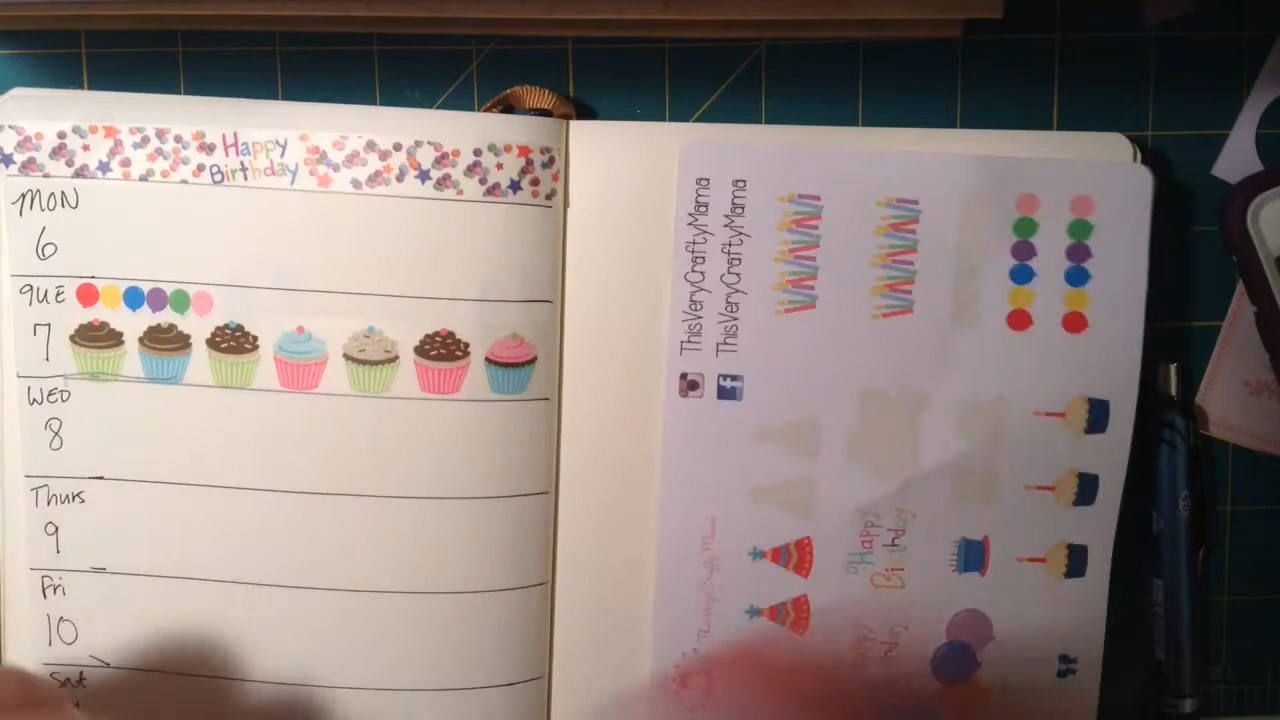 Happy
Birthday
MON
6
TUE
7
WED
8
Thurs
9
Fri
10
Sat
ThisVeryCraftyMama
ThisVeryCraftyMama
Happy
Birthday